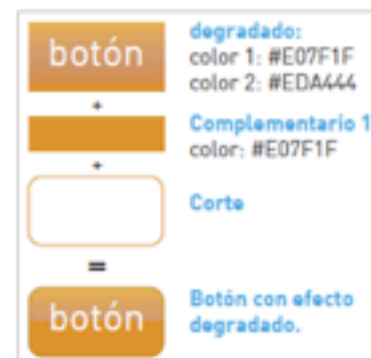 botón
degradado:
color 1: #E07F1F
color 2: #EDA444
+
Complementario 1
color: #E07F1F
+
Corte
=
botón
Botón con efecto
degradado.